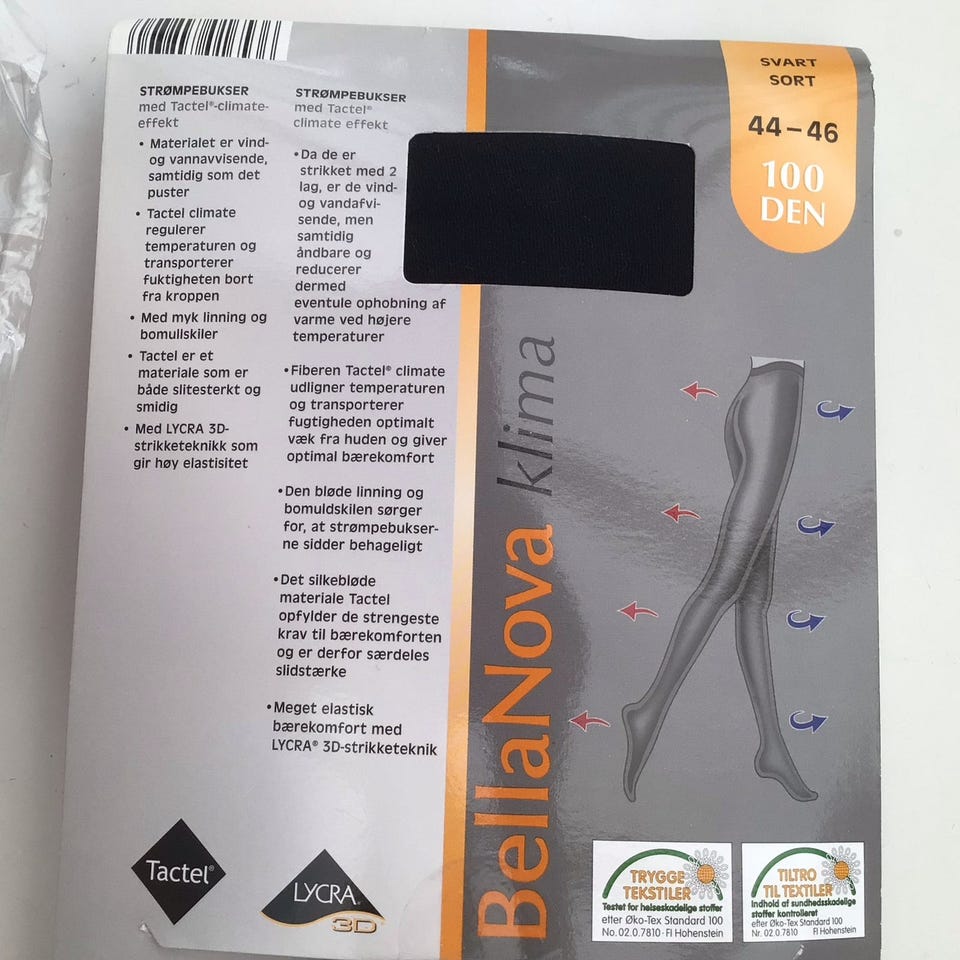 STRØMPEBUKSER
med Tactel®-climate-
effekt
• Materialet er vind-
og vannavvisende,
samtidig som det
puster
• Tactel climate
regulerer
temperaturen og
transporterer
fuktigheten bort
fra kroppen
• Med myk linning og
bomullskiler
• Tactel er et
materiale som er
både slitesterkt og
smidig
• Med LYCRA 3D-
strikketeknikk som
gir høy elastisitet
STRØMPEBUKSER
med Tactel®
climate effekt
• Da de er
strikket med 2
lag, er de vind-
og vandafvi-
sende, men
samtidig
åndbare og
reducerer
dermed
eventule ophobning af
varme ved højere
temperaturer
• Fiberen Tactel® climate
udligner temperaturen
og transporterer
fugtigheden optimalt
væk fra huden og giver
optimal bærekomfort
• Den bløde linning og
bomuldskilen sørger
for, at strømpebukser-
ne sidder behageligt
• Det silkebløde
materiale Tactel
opfylder de strengeste
krav til bærekomforten
og er derfor særdeles
slidstærke
• Meget elastisk
bærekomfort med
LYCRA® 3D-strikketeknik
SVART
SORT
44–46
100
DEN
BellaNova klima
Tactel®
LYCRA®
3D
TRYGGE
TEKSTILER
Testet for helseskadelige stoffer
etter Øko-Tex Standard 100
No. 02.0.7810 · FI Hohenstein
TILTRO
TIL TEXTILER
Indhold af sundhedsskadelige
stoffer kontrolleret
efter Øko-Tex Standard 100
Nr. 02.0.7810 FI Hohenstein